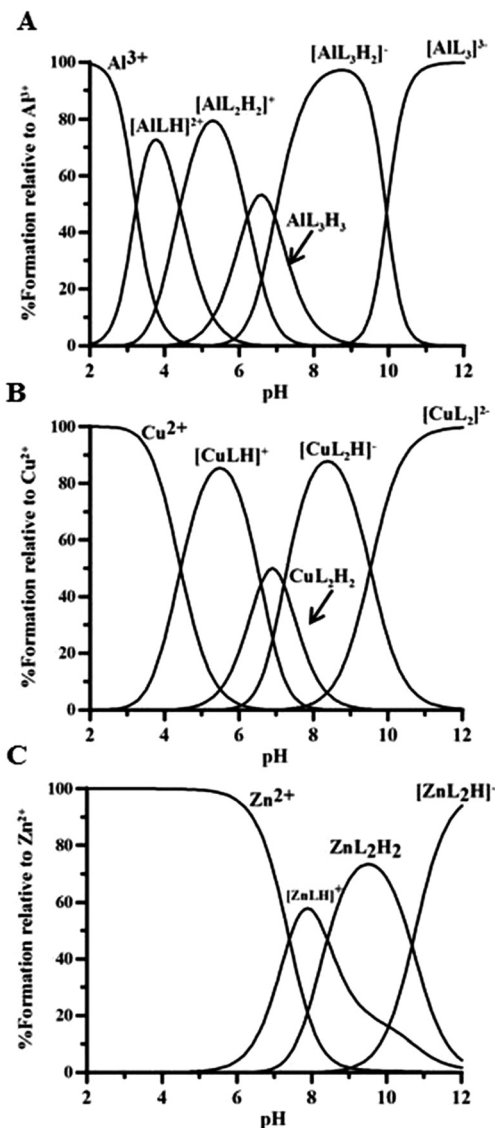 A
%Formation relative to Al³⁺
100
80
60
40
20
0
Al³⁺
[AlLH]²⁺
[AlL₂H₂]⁺
[AlL₃H₂]⁻
[AlL₃]³⁻
AlL₃H₃
2 4 6 8 10 12
pH
B
%Formation relative to Cu²⁺
100
80
60
40
20
0
Cu²⁺
[CuLH]⁺
[CuL₂H]⁻
[CuL₂]²⁻
CuL₂H₂
2 4 6 8 10 12
pH
C
%Formation relative to Zn²⁺
100
80
60
40
20
0
Zn²⁺
[ZnLH]⁺
ZnL2H2
[ZnL2H]⁻
2 4 6 8 10 12
pH